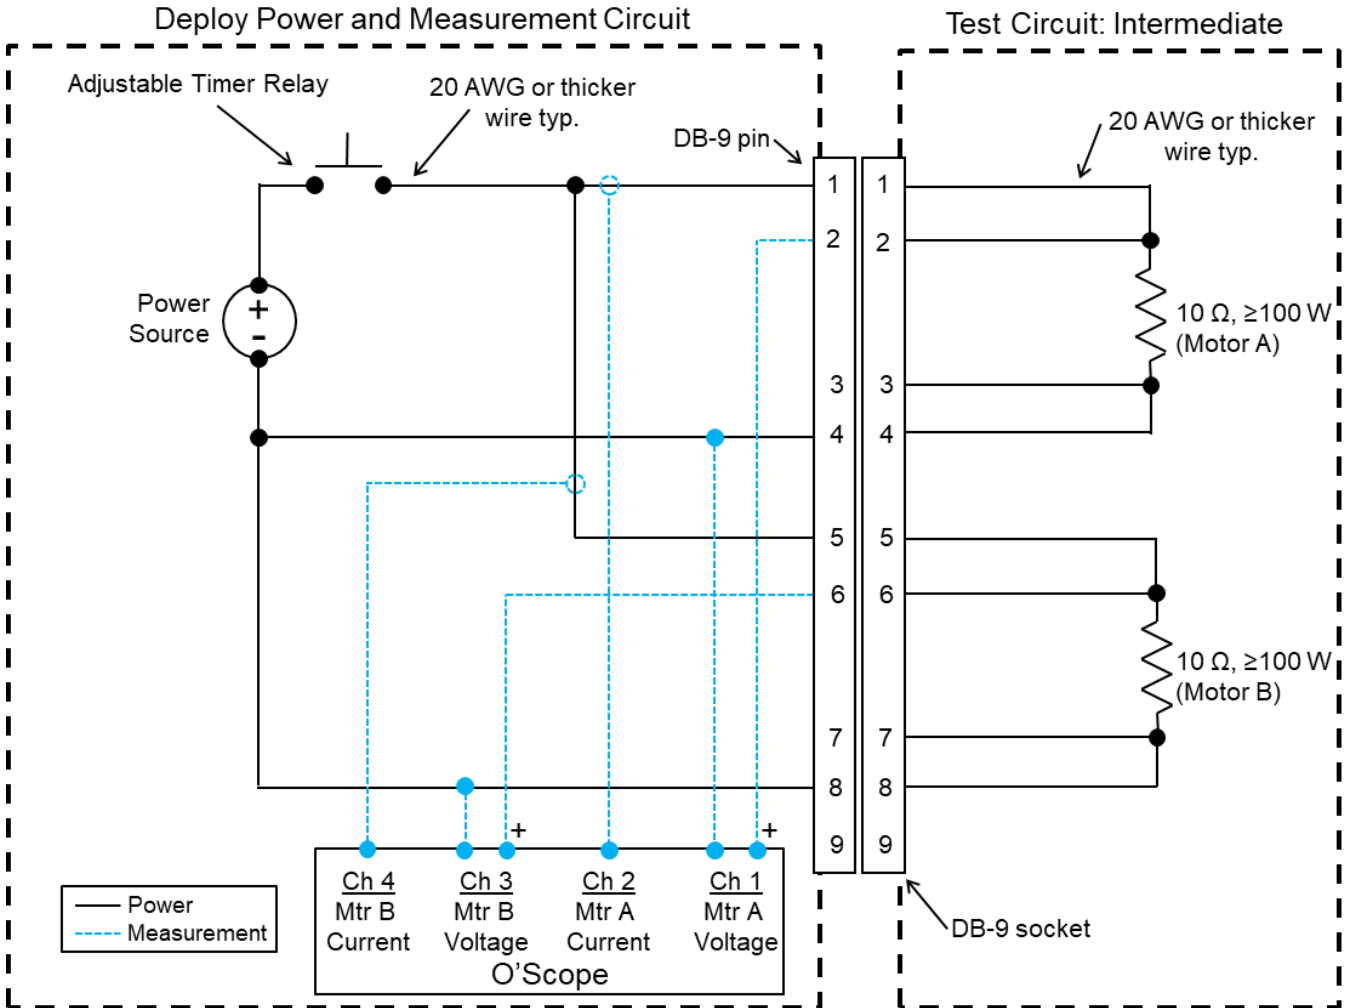 Deploy Power and Measurement Circuit
Test Circuit: Intermediate
Adjustable Timer Relay
20 AWG or thicker
wire typ.
DB-9 pin
20 AWG or thicker
wire typ.
Power
Source
+
-
1
2
3
4
5
6
7
8
9
1
2
3
4
5
6
7
8
9
10 Ω, ≥100 W
(Motor A)
10 Ω, ≥100 W
(Motor B)
+
+
Ch 4
Mtr B
Current
Ch 3
Mtr B
Voltage
Ch 2
Mtr A
Current
Ch 1
Mtr A
Voltage
O'Scope
Power
Measurement
DB-9 socket